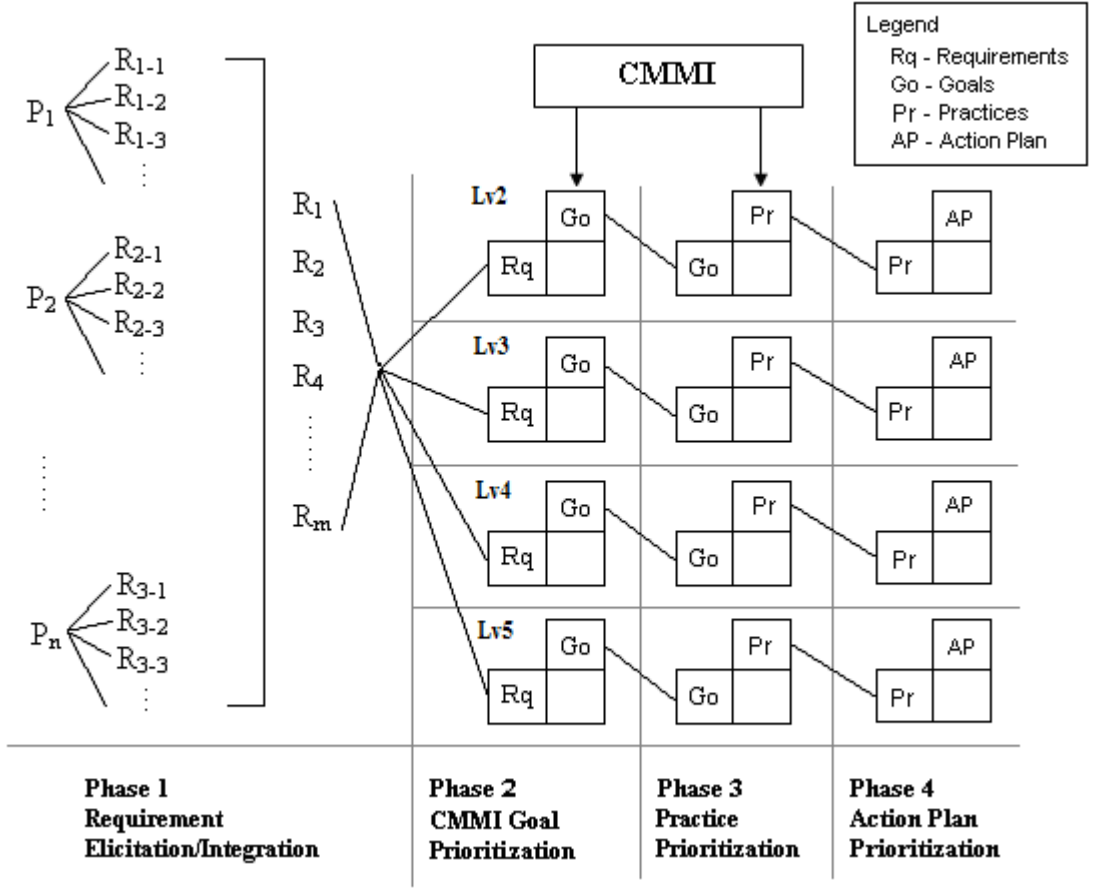 Legend
Rq - Requirements
Go - Goals
Pr - Practices
AP - Action Plan
CMMI
P1
R1-1
R1-2
R1-3
P2
R2-1
R2-2
R2-3
Pn
R3-1
R3-2
R3-3
R1
R2
R3
R4
Rm
Lv2
Go
Rq
Pr
Go
AP
Pr
Lv3
Go
Rq
Pr
Go
AP
Pr
Lv4
Go
Rq
Pr
Go
AP
Pr
Lv5
Go
Rq
Pr
Go
AP
Pr
Phase 1
Requirement
Elicitation/Integration
Phase 2
CMMI Goal
Prioritization
Phase 3
Practice
Prioritization
Phase 4
Action Plan
Prioritization